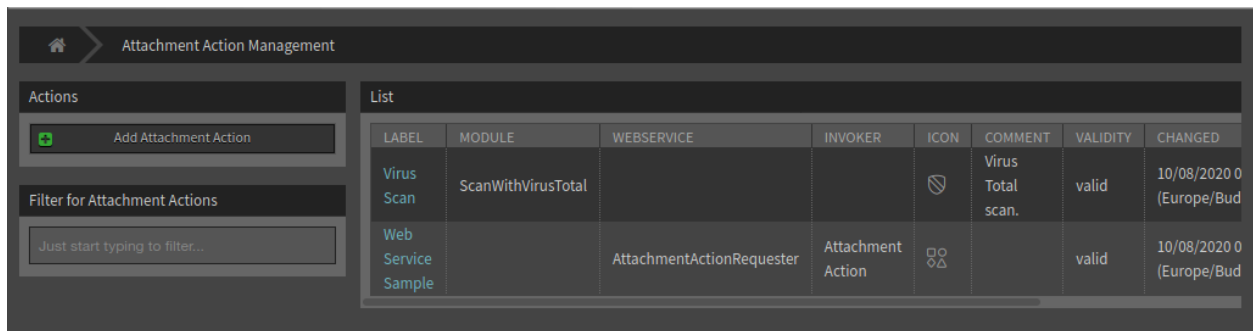 Attachment Action Management
Actions
Add Attachment Action
Filter for Attachment Actions
Just start typing to filter...
List
LABEL MODULE WEBSERVICE INVOKER ICON COMMENT VALIDITY CHANGED
Virus
Scan
ScanWithVirusTotal
Virus
Total
scan.
valid
10/08/2020 0
(Europe/Bud
Web
Service
Sample
AttachmentActionRequester
Attachment
Action
valid
10/08/2020 0
(Europe/Bud